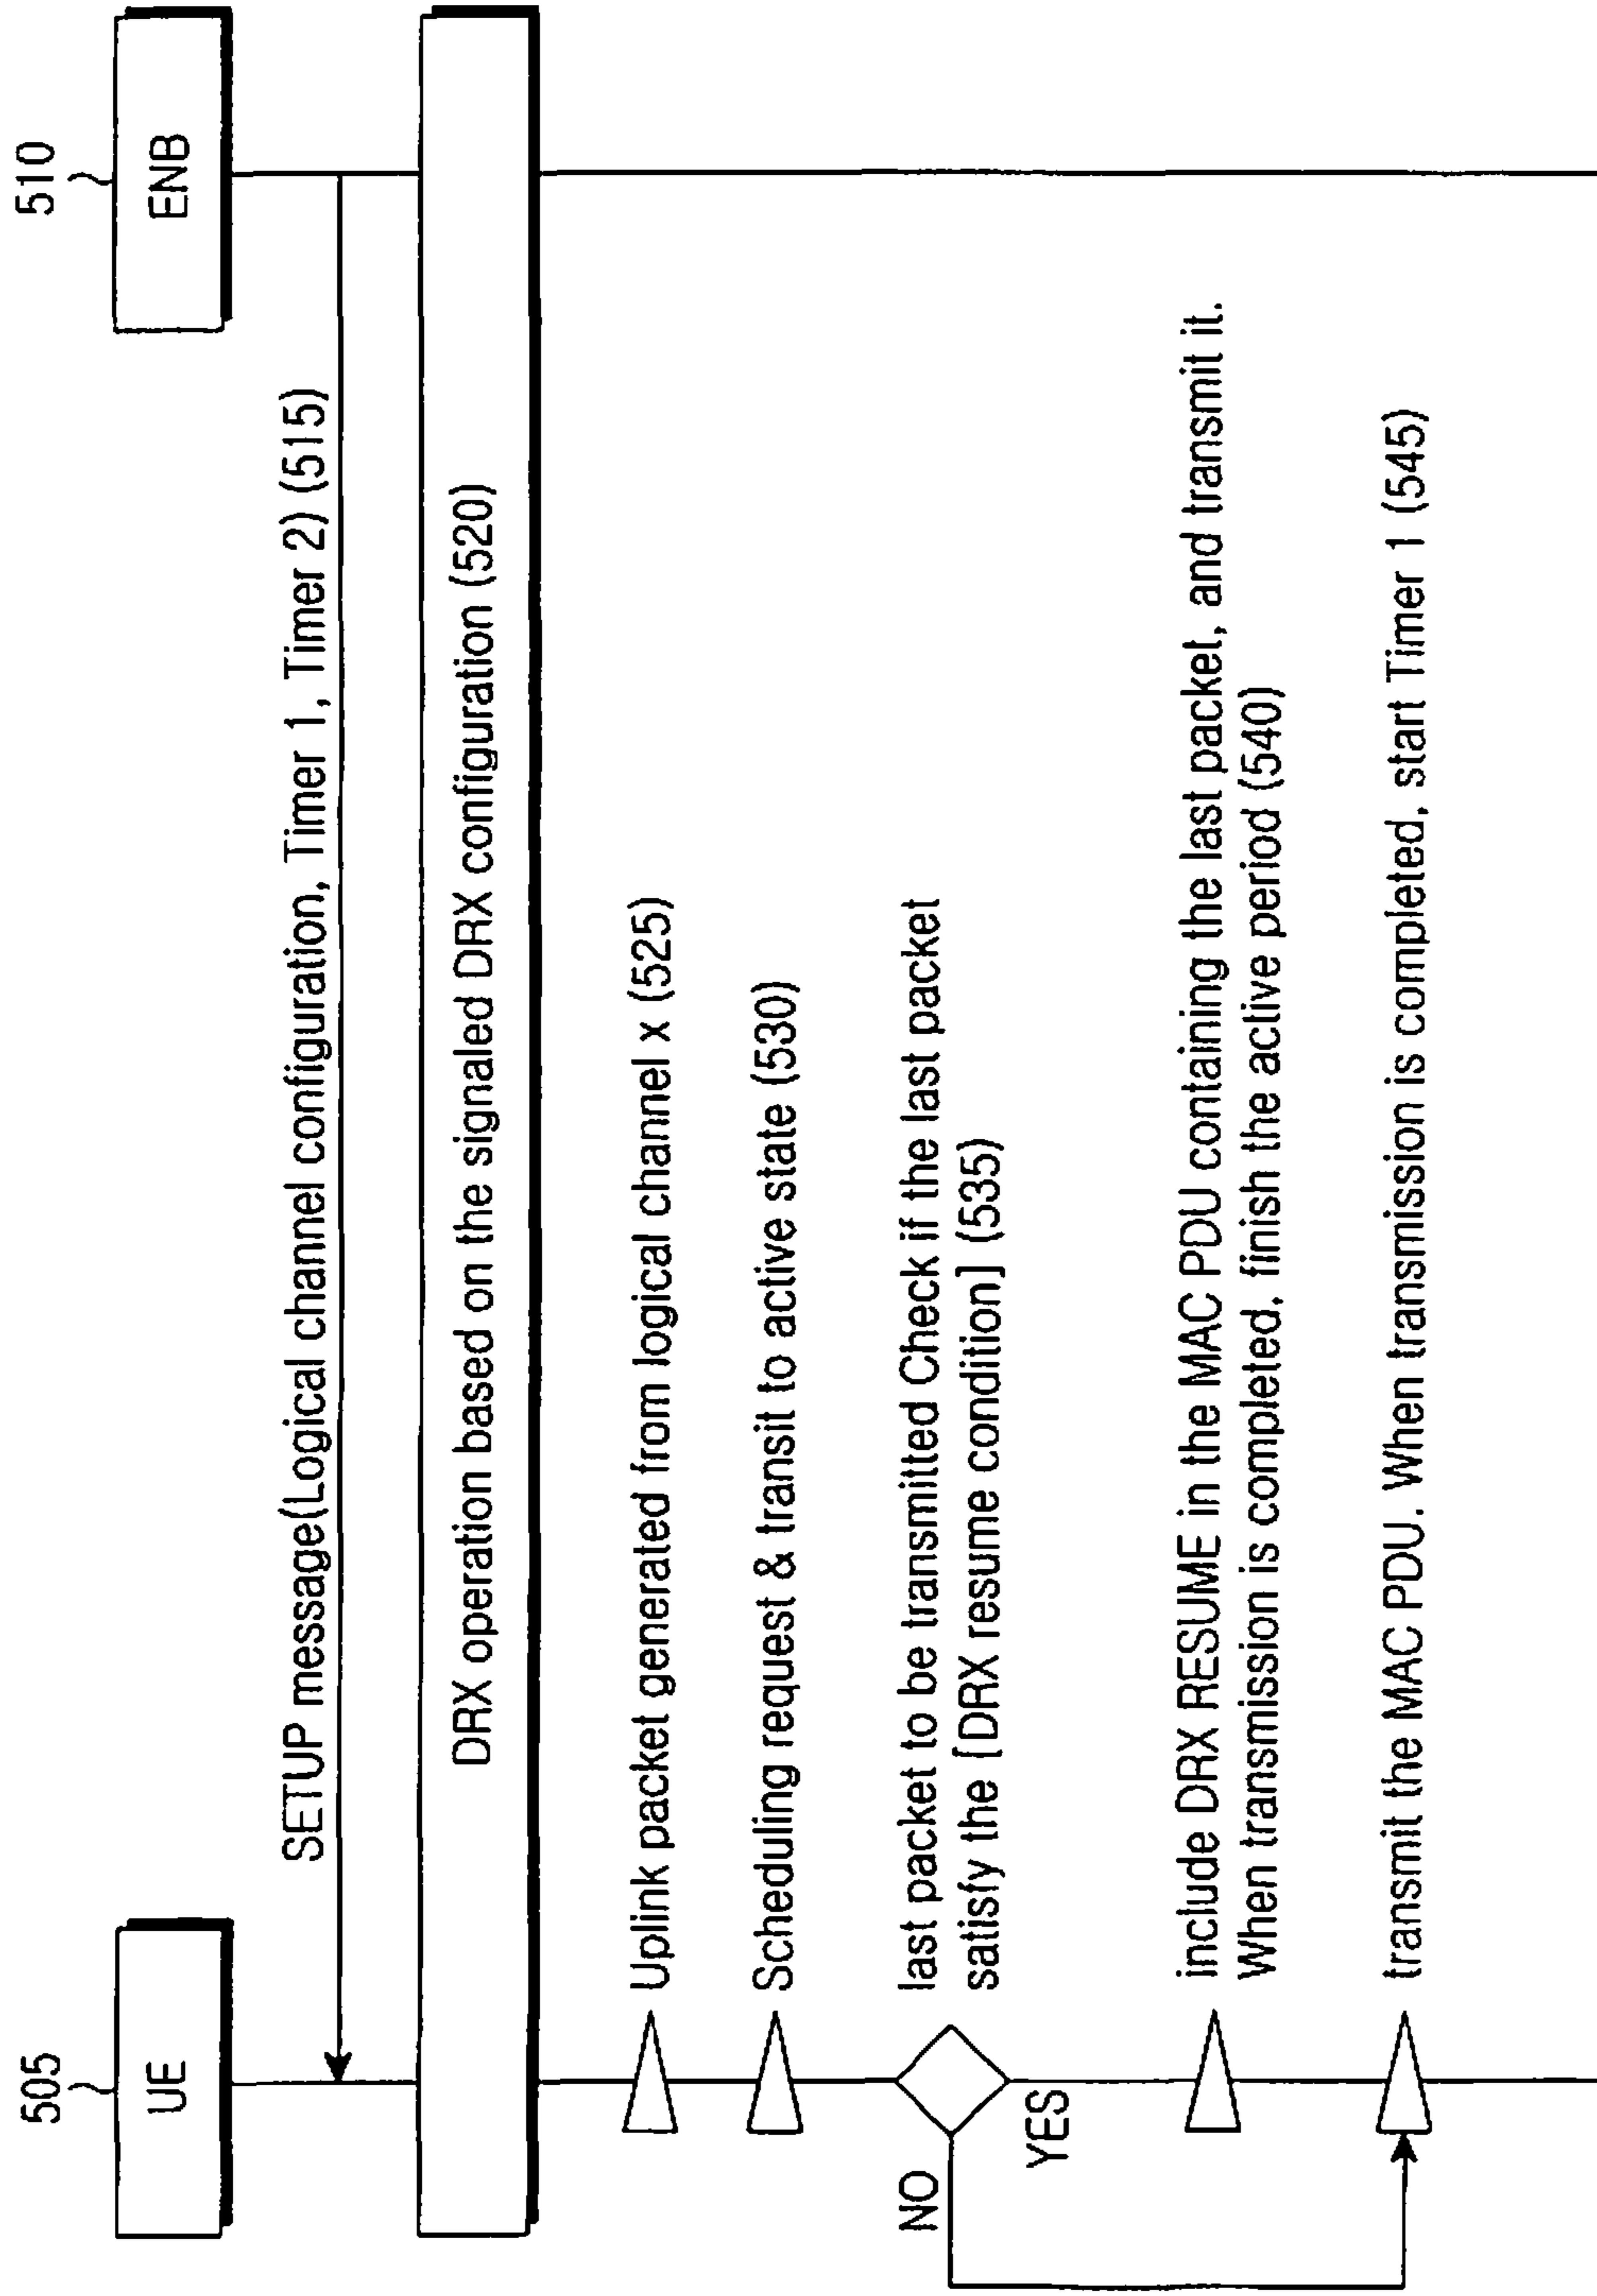 505
510
UE
ENB
SETUP message(Logical channel configuration, Timer 1, Timer 2) (515)
DRX operation based on the signaled DRX configuration (520)
Uplink packet generated from logical channel x (525)
Scheduling request & transit to active state (530)
last packet to be transmitted Check if the last packet
satisfy the [DRX resume condition] (535)
NO
YES
include DRX RESUME in the MAC PDU containing the last packet, and transmit it.
When transmission is completed, finish the active period (540)
transmit the MAC PDU. When transmission is completed, start Timer 1 (545)